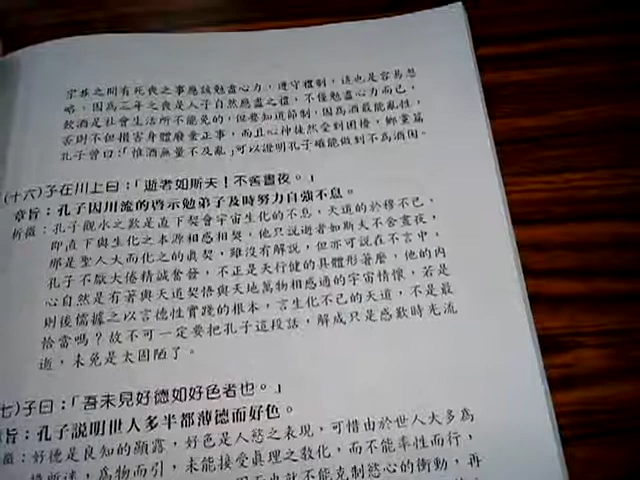 宗族之間有死喪之事應該勉盡心力，遵守禮制，這也是容易忽
略，因為三年之喪是人子自然應盡之禮，不僅勉盡心力而已，
飲酒是社會生活所不能免的，但要知道節制，因為酒最能亂性，
否則不但損害身體廢棄正事，而且心神徒然受到困擾，鄉黨篇
孔子曾曰：「惟酒無量不及亂」可以證明孔子確能做到不為酒困。
(十六)子在川上曰：「逝者如斯夫！不舍晝夜。」
章旨：孔子因川流的啓示勉弟子及時努力自強不息。
析微：孔子觀水之歎是直下契會宇宙生化的不息，天道的於穆不已，
即直下與生化之本源相感相契，他只說逝者如斯夫不舍晝夜，
那是聖人大而化之的真契，雖沒有解說，但亦可說在不言中，
孔子不厭大倦精誠奮發，不正是天行健的具體形著麼，他的內
心自然是有著與天道契悟與天地萬物相感通的宇宙情懷，若是
則後儒據之以言德性實踐的根本，言生化不已的天道，不是最
恰當嗎？故不可一定要把孔子這段話，解成只是感歎時光流
逝，未免是太固陋了。
七)子曰：「吾未見好德如好色者也。」
旨：孔子說明世人多半都薄德而好色。
微：好德是良知的顯露，好色是人慾之表現，可惜由於世人大多為
為物而引，未能接受真理之教化，而不能率性而行，
也就不能克制慾心的衝動，再